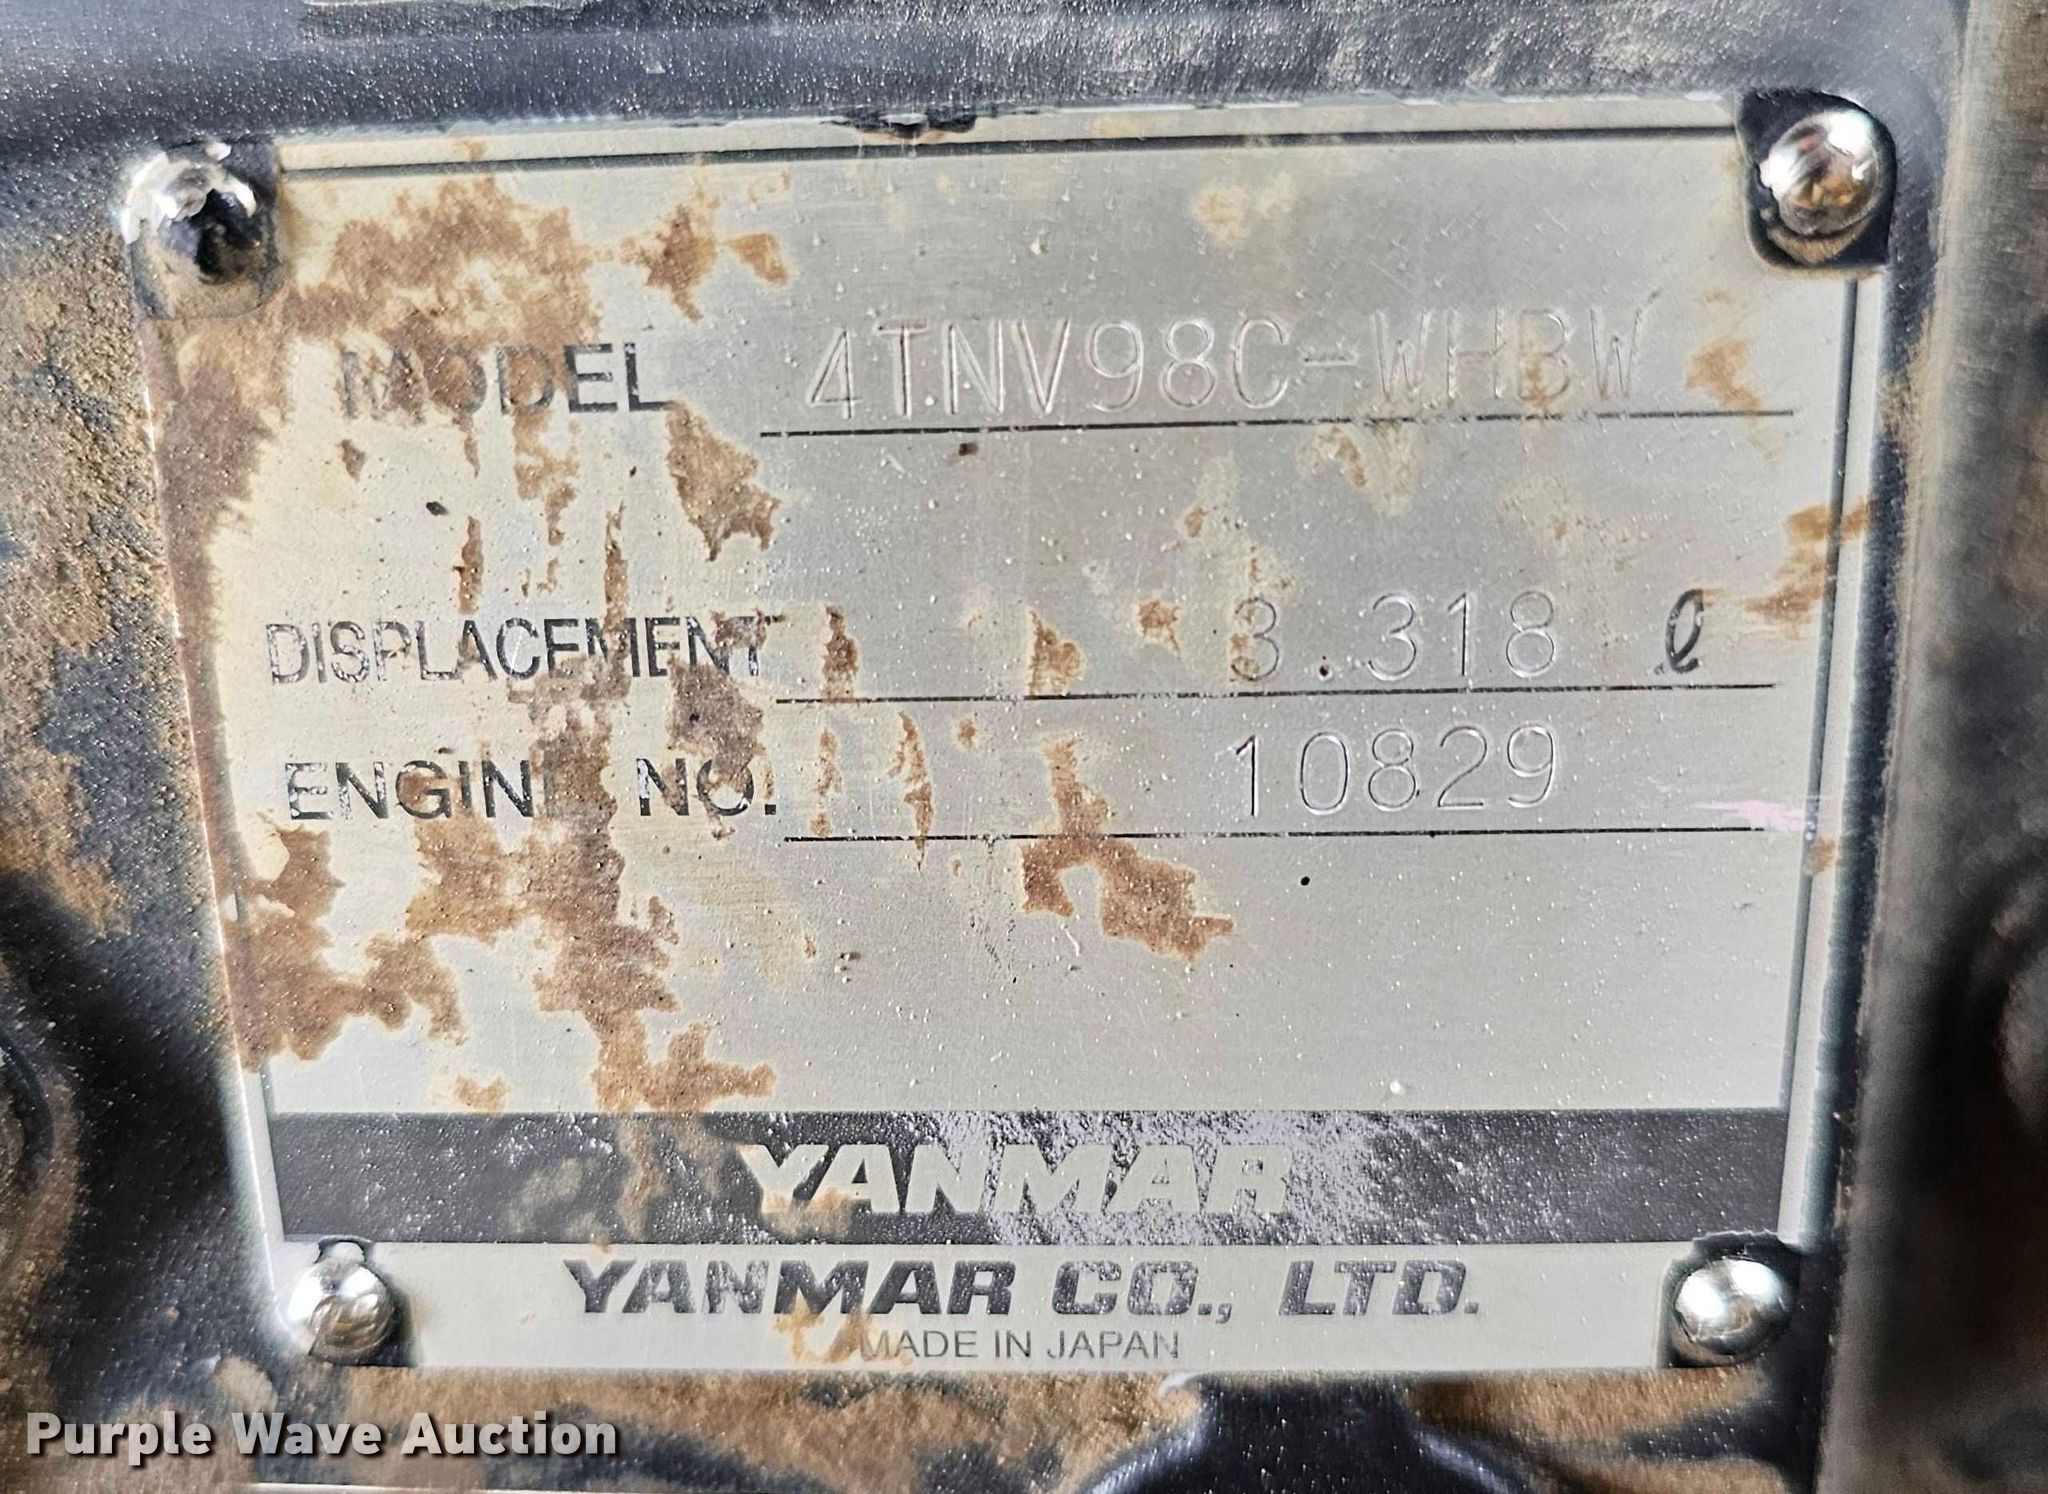 MODEL 4TNV98C-WHBW
DISPLACEMENT 3.318 ℓ
ENGINE NO. 10829
YANMAR
YANMAR CO., LTD.
MADE IN JAPAN
Purple Wave Auction